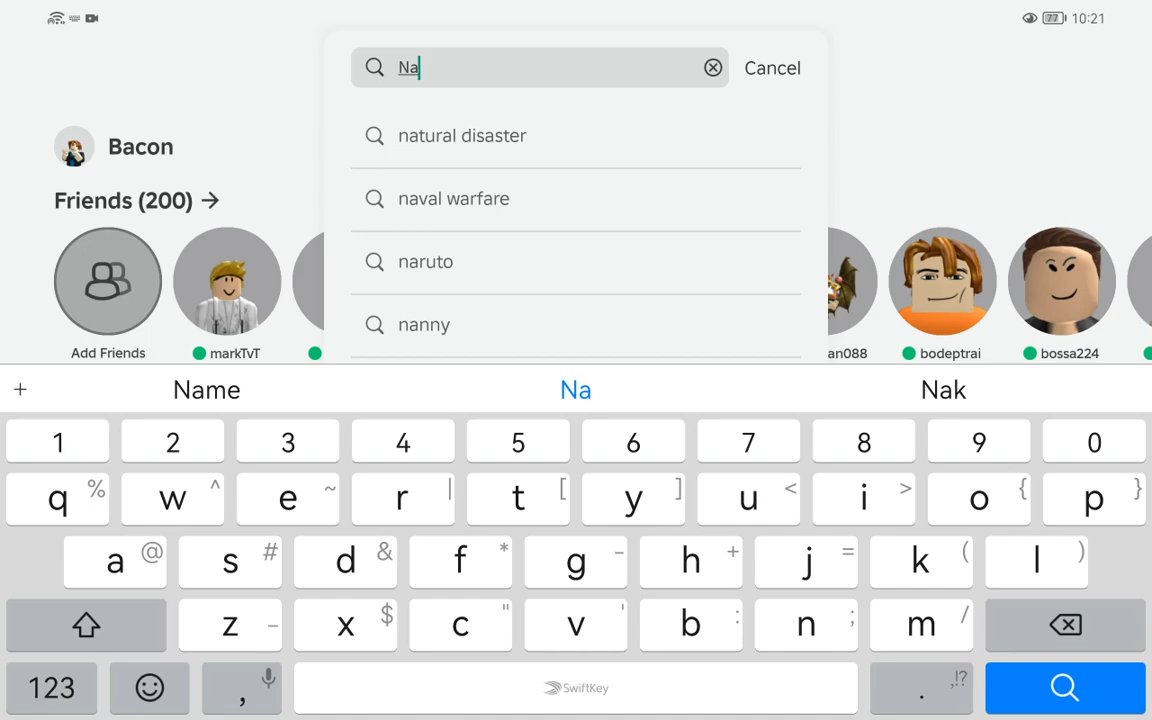 77 10:21
Na
Cancel
natural disaster
naval warfare
naruto
nanny
Bacon
Friends (200) →
Add Friends
markTvT
an088
bodeptrai
bossa224
+ Name Na Nak
1 2 3 4 5 6 7 8 9 0
q % w ^ e ~ r | t [ y ] u < i > o { p }
a @ s # d & f * g - h + j = k ( l )
z _ x $ c " v ' b : n ; m /
123 , SwiftKey . ,!?